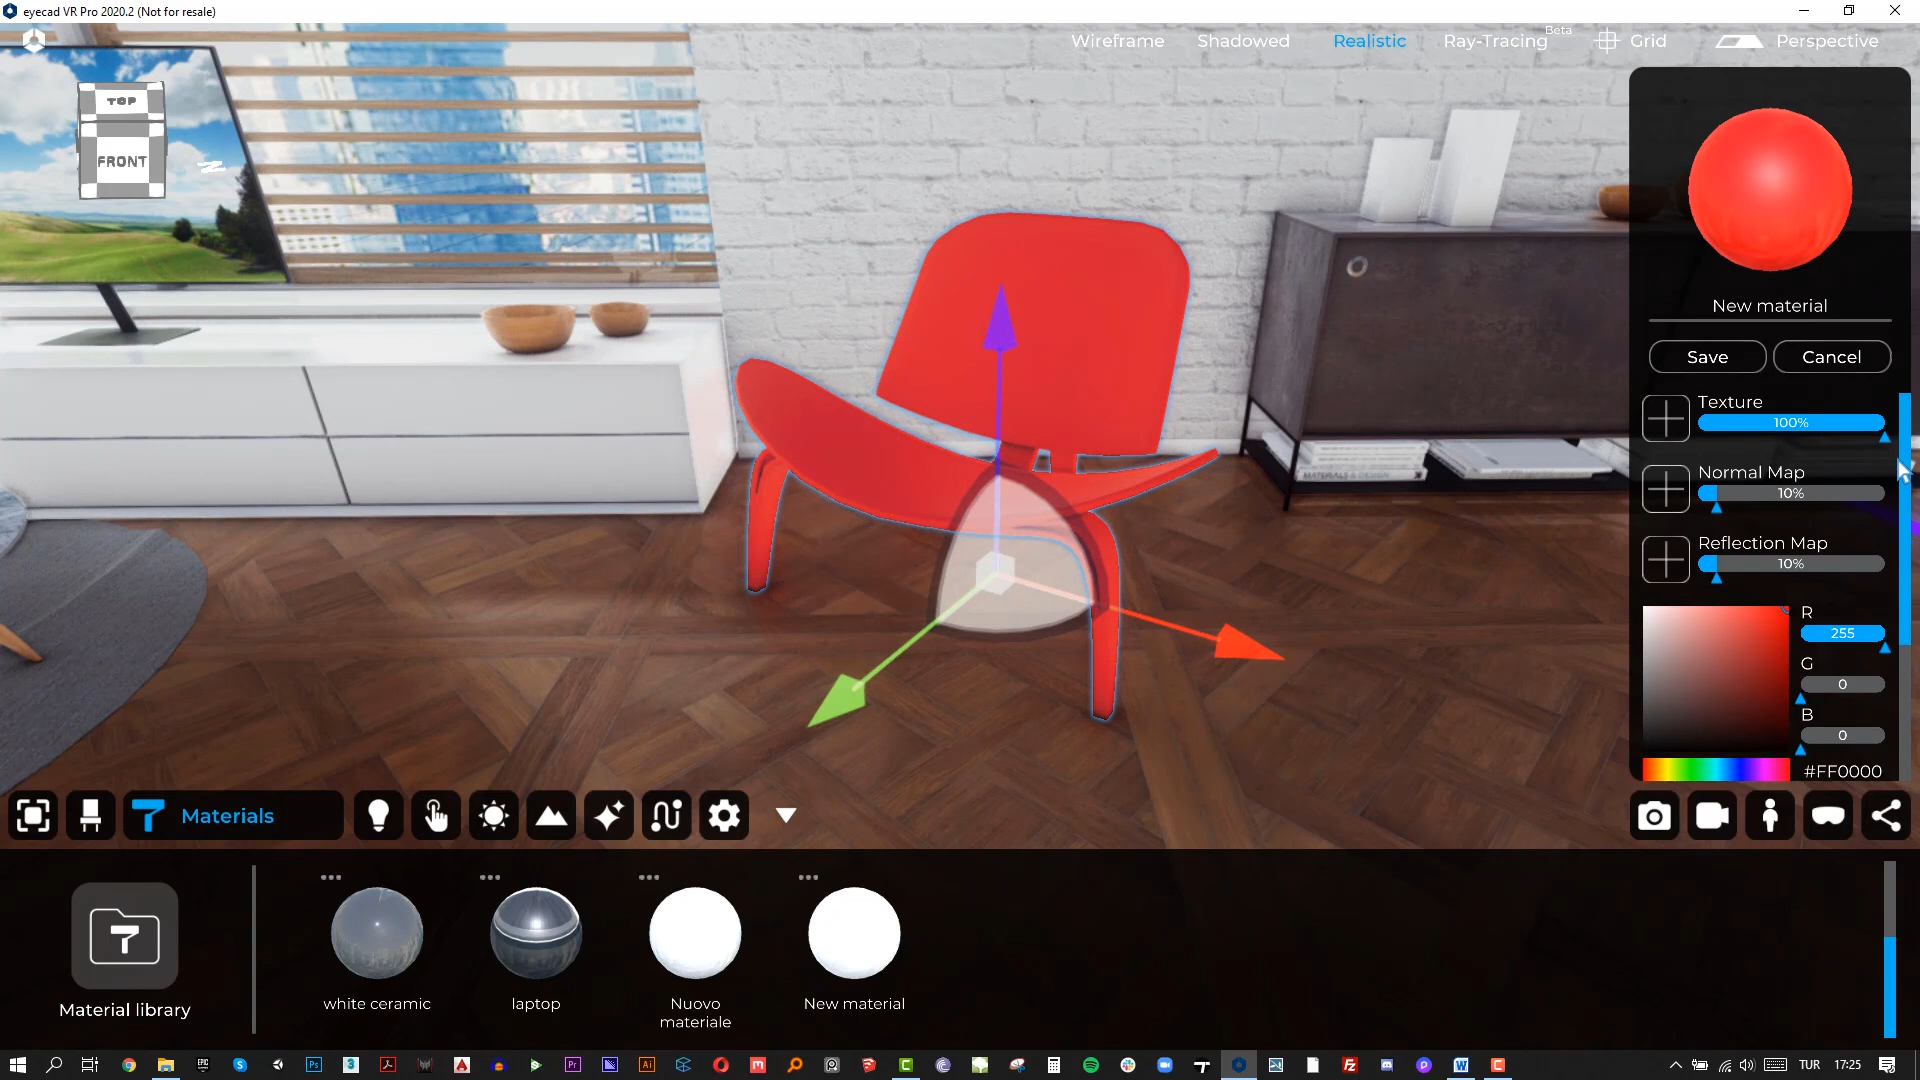 eyecad VR Pro 2020.2 (Not for resale)
Wireframe
Shadowed
Realistic
Ray-Tracing
Beta
Grid
Perspective
TOP
FRONT
New material
Save
Cancel
Texture
100%
Normal Map
10%
Reflection Map
10%
R
255
G
0
B
0
#FF0000
MATERIALS & DESIGN
Materials
Material library
white ceramic
laptop
Nuovo
materiale
New material
TUR
17:25